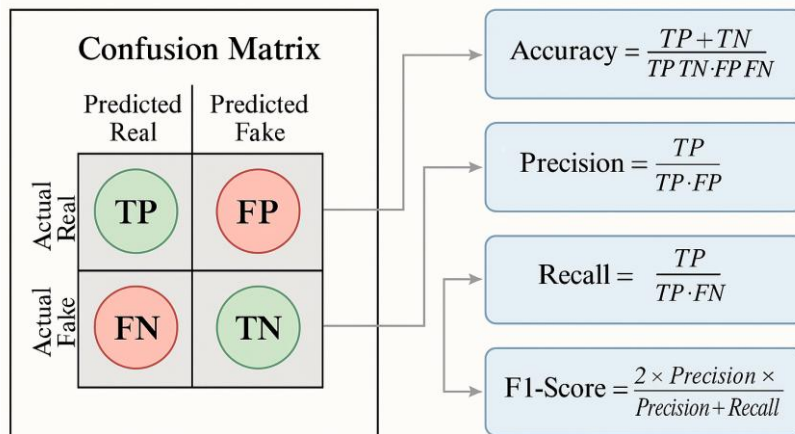 Confusion Matrix
Predicted Real
Predicted Fake
Actual Real
TP
FP
Actual Fake
FN
TN
Accuracy = TP + TN / TP TN·FP FN
Precision = TP / TP·FP
Recall = TP / TP·FN
F1-Score = 2 × Precision × / Precision + Recall